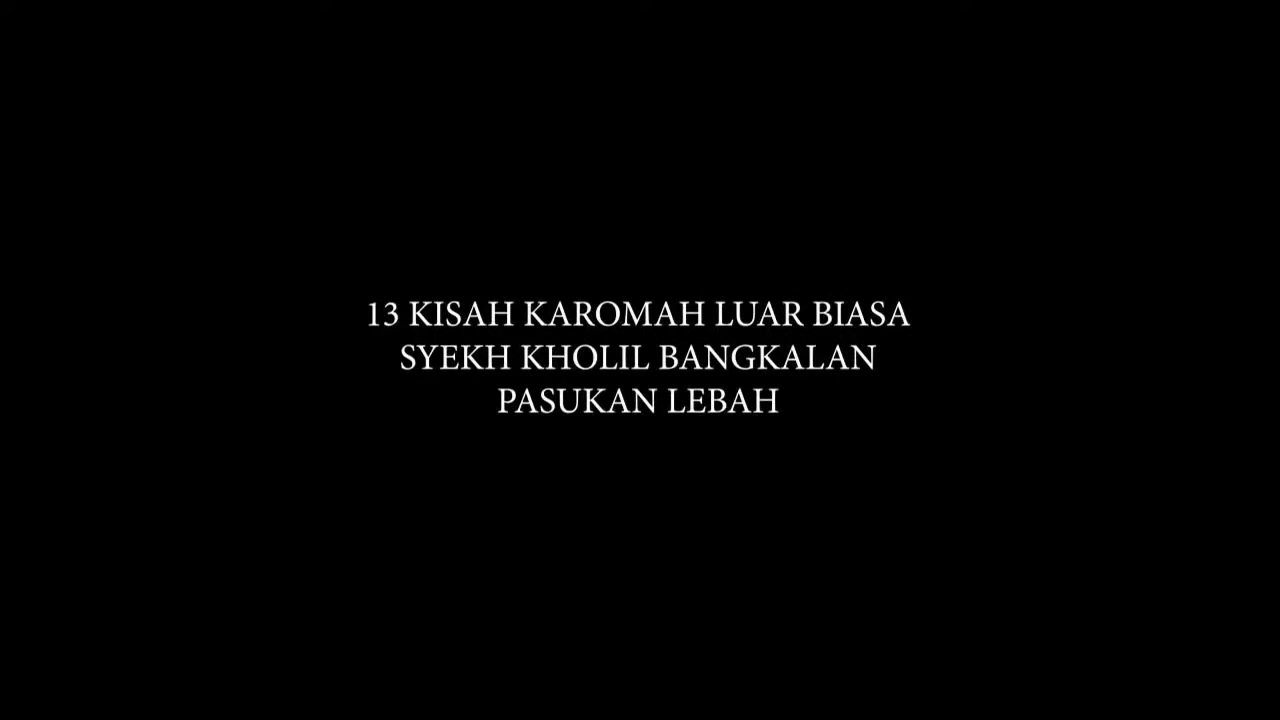 13 KISAH KAROMAH LUAR BIASA
SYEKH KHOLIL BANGKALAN
PASUKAN LEBAH